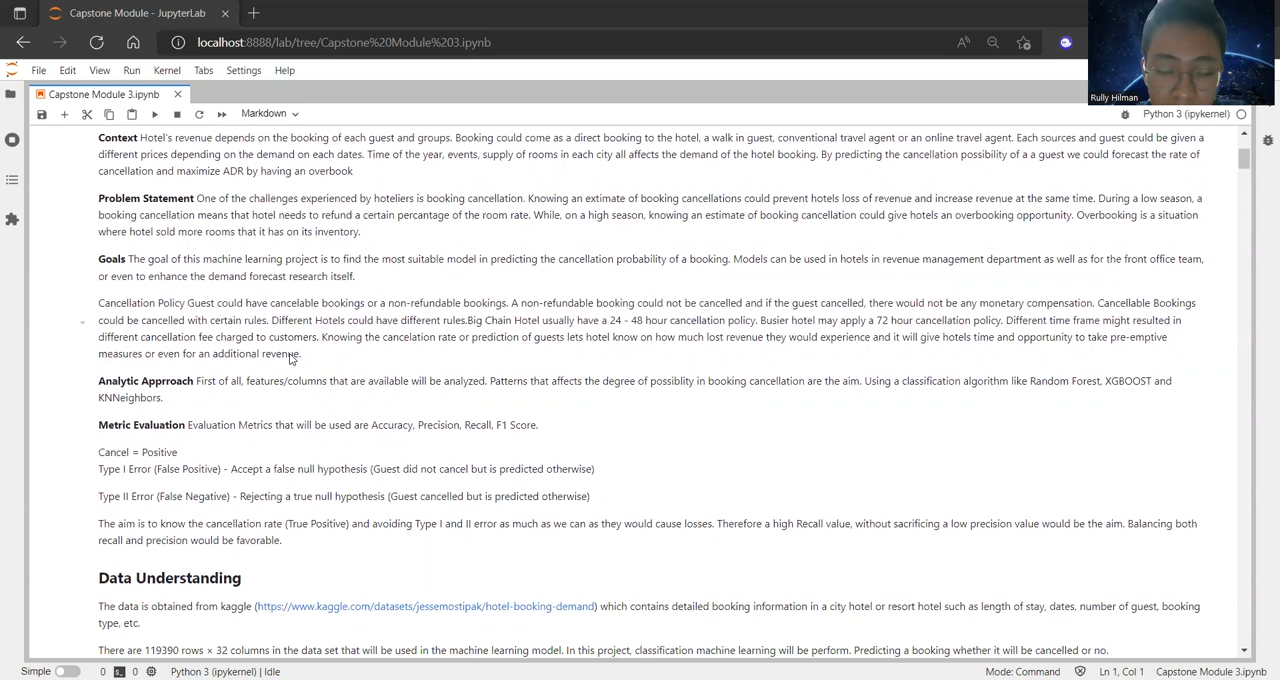 Capstone Module - JupyterLab
localhost:8888/lab/tree/Capstone%20Module%203.ipynb
Rully Hilman
File Edit View Run Kernel Tabs Settings Help
Capstone Module 3.ipynb
Markdown
Python 3 (ipykernel)
Context Hotel's revenue depends on the booking of each guest and groups. Booking could come as a direct booking to the hotel, a walk in guest, conventional travel agent or an online travel agent. Each sources and guest could be given a
different prices depending on the demand on each dates. Time of the year, events, supply of rooms in each city all affects the demand of the hotel booking. By predicting the cancellation possibility of a a guest we could forecast the rate of
cancellation and maximize ADR by having an overbook
Problem Statement One of the challenges experienced by hoteliers is booking cancellation. Knowing an estimate of booking cancellations could prevent hotels loss of revenue and increase revenue at the same time. During a low season, a
booking cancellation means that hotel needs to refund a certain percentage of the room rate. While, on a high season, knowing an estimate of booking cancellation could give hotels an overbooking opportunity. Overbooking is a situation
where hotel sold more rooms that it has on its inventory.
Goals The goal of this machine learning project is to find the most suitable model in predicting the cancellation probability of a booking. Models can be used in hotels in revenue management department as well as for the front office team,
or even to enhance the demand forecast research itself.
Cancellation Policy Guest could have cancelable bookings or a non-refundable bookings. A non-refundable booking could not be cancelled and if the guest cancelled, there would not be any monetary compensation. Cancellable Bookings
could be cancelled with certain rules. Different Hotels could have different rules.Big Chain Hotel usually have a 24 - 48 hour cancellation policy. Busier hotel may apply a 72 hour cancellation policy. Different time frame might resulted in
different cancellation fee charged to customers. Knowing the cancelation rate or prediction of guests lets hotel know on how much lost revenue they would experience and it will give hotels time and opportunity to take pre-emptive
measures or even for an additional revenue.
Analytic Apprroach First of all, features/columns that are available will be analyzed. Patterns that affects the degree of possiblity in booking cancellation are the aim. Using a classification algorithm like Random Forest, XGBOOST and
KNNeighbors.
Metric Evaluation Evaluation Metrics that will be used are Accuracy, Precision, Recall, F1 Score.
Cancel = Positive
Type I Error (False Positive) - Accept a false null hypothesis (Guest did not cancel but is predicted otherwise)
Type II Error (False Negative) - Rejecting a true null hypothesis (Guest cancelled but is predicted otherwise)
The aim is to know the cancellation rate (True Positive) and avoiding Type I and II error as much as we can as they would cause losses. Therefore a high Recall value, without sacrificing a low precision value would be the aim. Balancing both
recall and precision would be favorable.
Data Understanding
The data is obtained from kaggle (https://www.kaggle.com/datasets/jessemostipak/hotel-booking-demand) which contains detailed booking information in a city hotel or resort hotel such as length of stay, dates, number of guest, booking
type, etc.
There are 119390 rows × 32 columns in the data set that will be used in the machine learning model. In this project, classification machine learning will be perform. Predicting a booking whether it will be cancelled or no.
Simple 0 0 Python 3 (ipykernel) | Idle Mode: Command Ln 1, Col 1 Capstone Module 3.ipynb